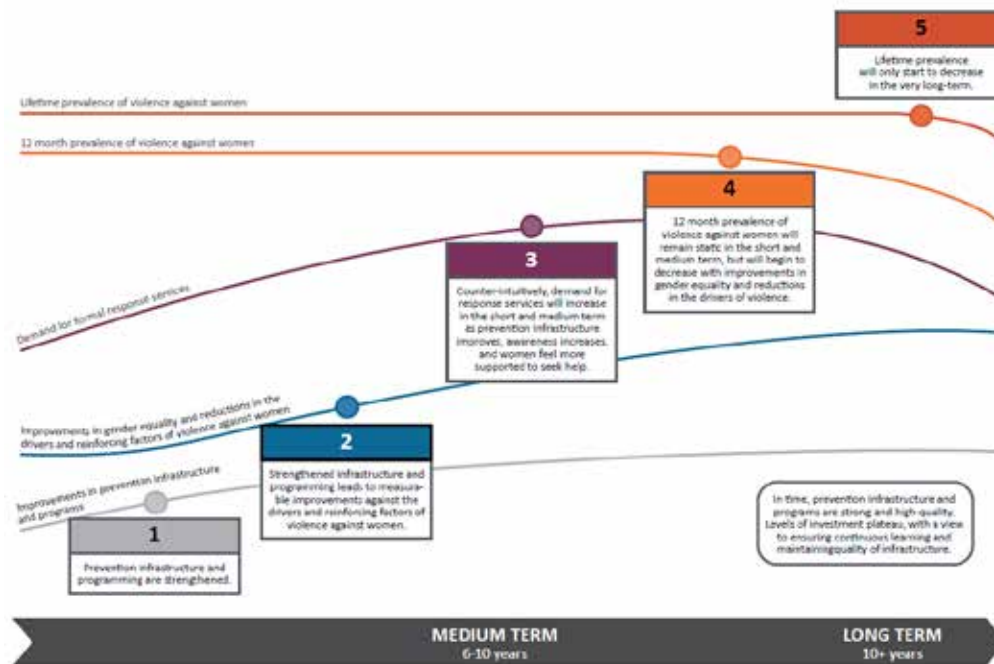 5
Lifetime prevalence
will only start to decrease
in the very long-term.
Lifetime prevalence of violence against women
12 month prevalence of violence against women
4
12 month prevalence of
violence against women will
remain static in the short and
medium term, but will begin to
decrease with improvements in
gender equality and reductions
in the drivers of violence.
3
Counter-intuitively, demand for
response services will increase
in the short and medium term
as prevention infrastructure
improves, awareness increases,
and women feel more
supported to seek help.
Demand for formal response services
Improvements in gender equality and reductions in the
drivers and reinforcing factors of violence against women
2
Strengthened infrastructure and
programming leads to measura-
ble improvements against the
drivers and reinforcing factors of
violence against women.
Improvements in prevention infrastructure
and programs
1
Prevention infrastructure and
programming are strengthened.
In time, prevention infrastructure and
programs are strong and high-quality.
Levels of investment plateau, with a view
to ensuring continuous learning and
maintainingquality of infrastructure.
MEDIUM TERM
6-10 years
LONG TERM
10+ years